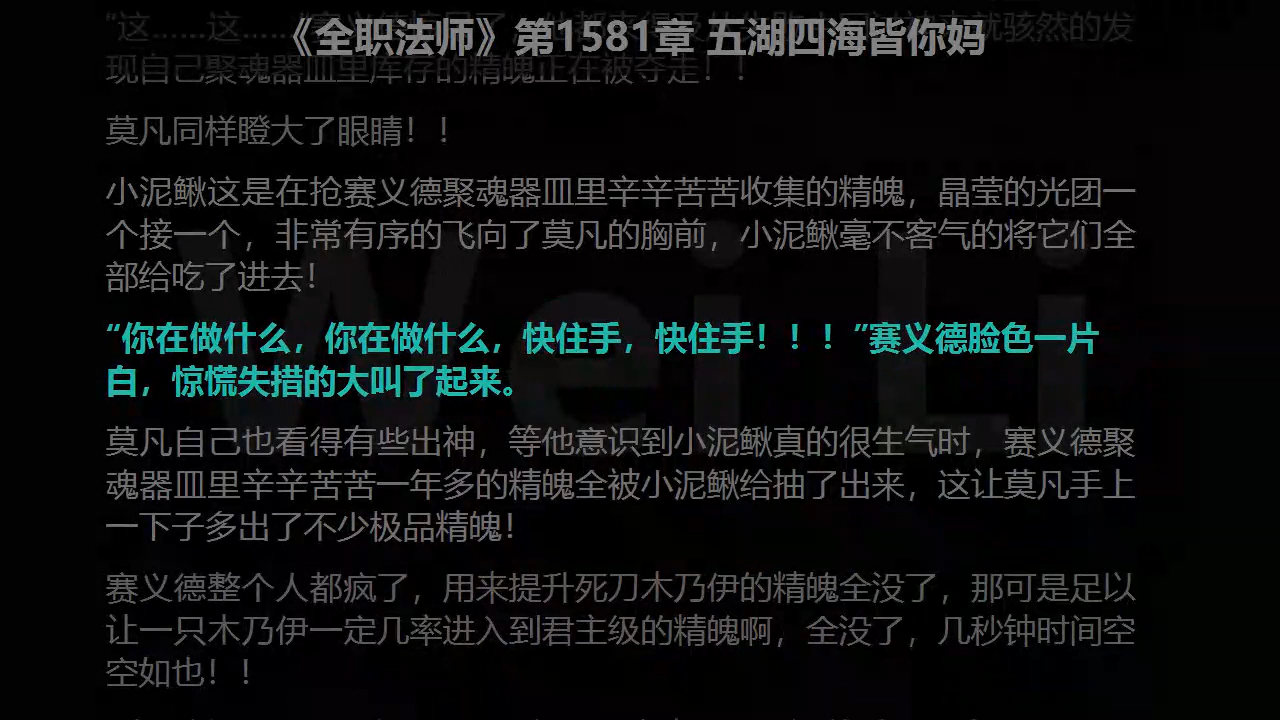 《全职法师》第1581章 五湖四海皆你妈
"这……这……
就骇然的发
现自己聚魂器皿里库存的精魄正在被夺走！！
莫凡同样瞪大了眼睛！！
小泥鳅这是在抢赛义德聚魂器皿里辛辛苦苦收集的精魄，晶莹的光团一
个接一个，非常有序的飞向了莫凡的胸前，小泥鳅毫不客气的将它们全
部给吃了进去！
“你在做什么，你在做什么，快住手，快住手！！！”赛义德脸色一片
白，惊慌失措的大叫了起来。
莫凡自己也看得有些出神，等他意识到小泥鳅真的很生气时，赛义德聚
魂器皿里辛辛苦苦一年多的精魄全被小泥鳅给抽了出来，这让莫凡手上
一下子多出了不少极品精魄！
赛义德整个人都疯了，用来提升死刀木乃伊的精魄全没了，那可是足以
让一只木乃伊一定几率进入到君主级的精魄啊，全没了，几秒钟时间空
空如也！！
Wei Li